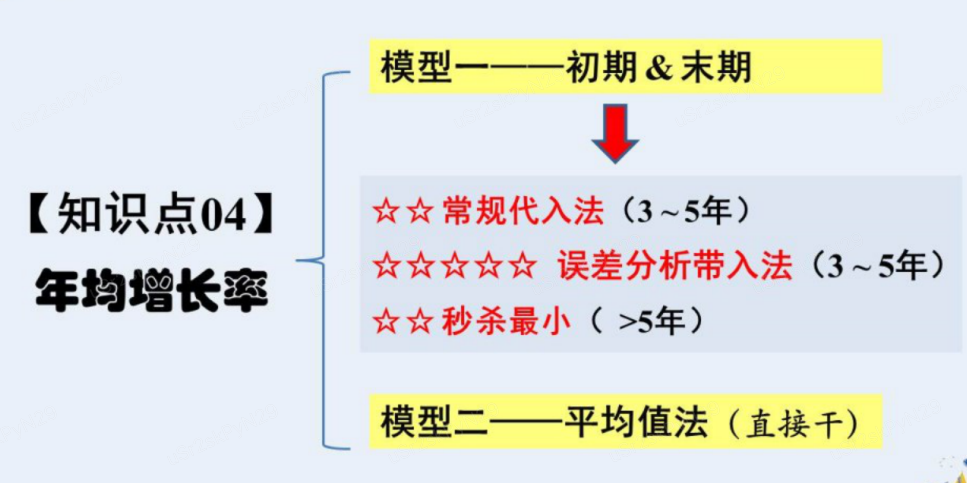 模型一——初期&末期
【知识点04】
年均增长率
☆☆常规代入法（3~5年）
☆☆☆☆☆ 误差分析带入法（3~5年）
☆☆秒杀最小（ >5年）
模型二——平均值法（直接干）